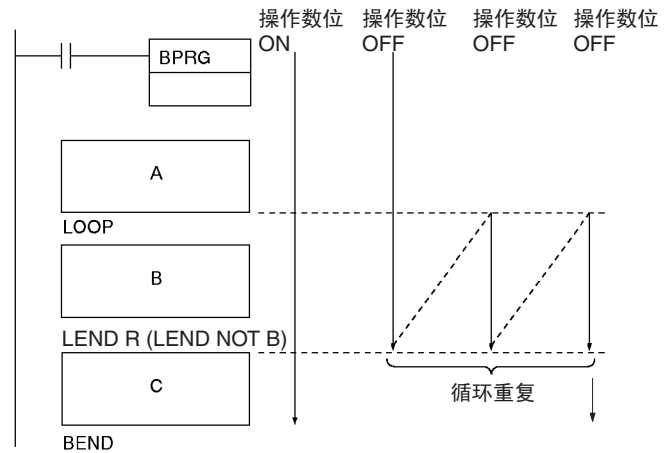 操作数位 操作数位 操作数位 操作数位
ON OFF OFF OFF
BPRG
A
LOOP
B
LEND R (LEND NOT B)
C
循环重复
BEND